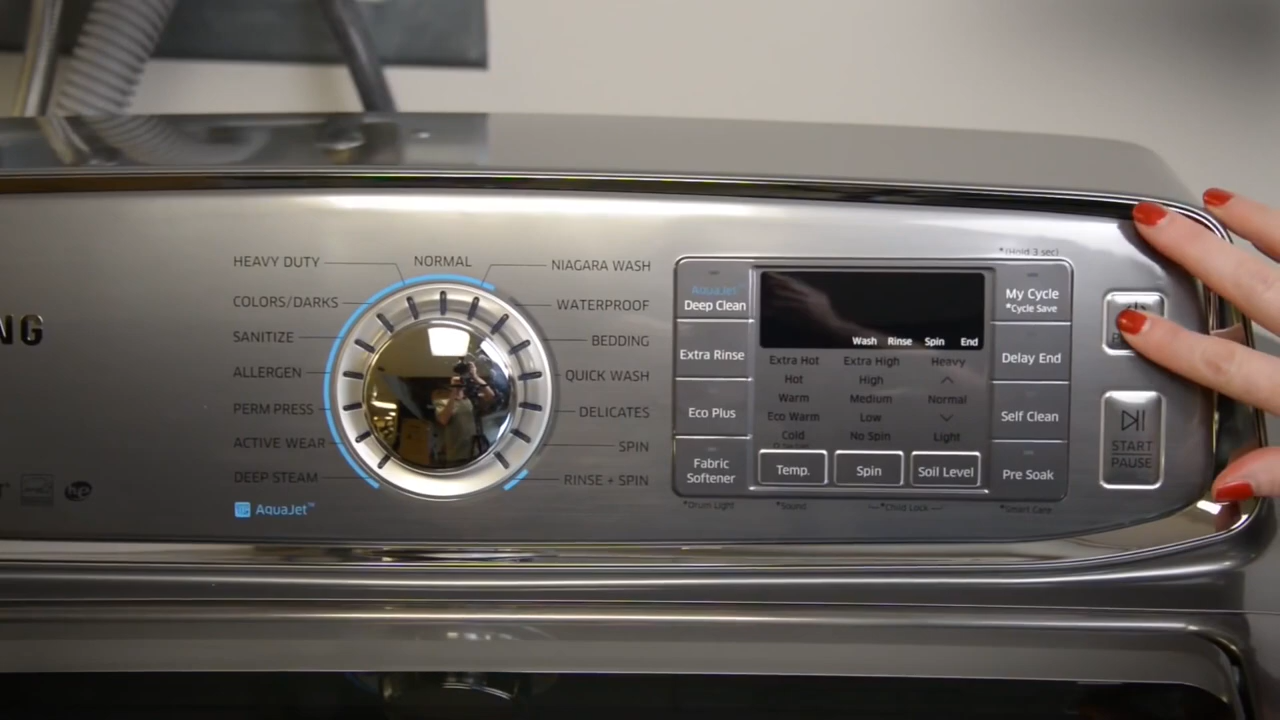 NG
HEAVY DUTY
COLORS/DARKS
SANITIZE
ALLERGEN
PERM PRESS
ACTIVE WEAR
DEEP STEAM
AquaJet™
he
NORMAL
NIAGARA WASH
WATERPROOF
BEDDING
QUICK WASH
DELICATES
SPIN
RINSE + SPIN
AquaJet™
Deep Clean
Extra Rinse
Eco Plus
Fabric
Softener
*Drum Light
Wash Rinse Spin End
Extra Hot Extra High Heavy
Hot High
Warm Medium Normal
Eco Warm Low
Cold No Spin Light
Temp. Spin Soil Level
*Sound *Child Lock
*(Hold 3 sec)
My Cycle
*Cycle Save
Delay End
Self Clean
Pre Soak
*Smart Care
START
PAUSE